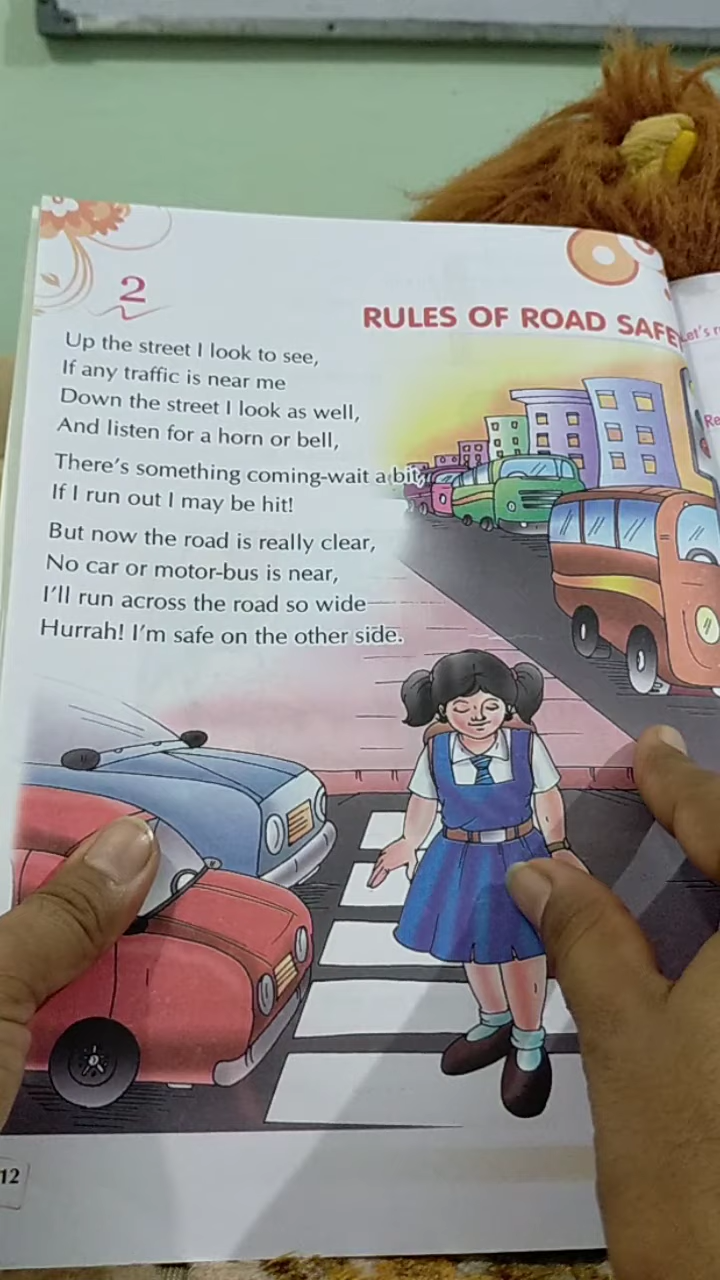 2
RULES OF ROAD SAFE
Up the street I look to see,
If any traffic is near me
Down the street I look as well,
And listen for a horn or bell,
There's something coming-wait a bit,
If I run out I may be hit!
But now the road is really clear,
No car or motor-bus is near,
I'll run across the road so wide
Hurrah! I'm safe on the other side.
12
Let's
Re